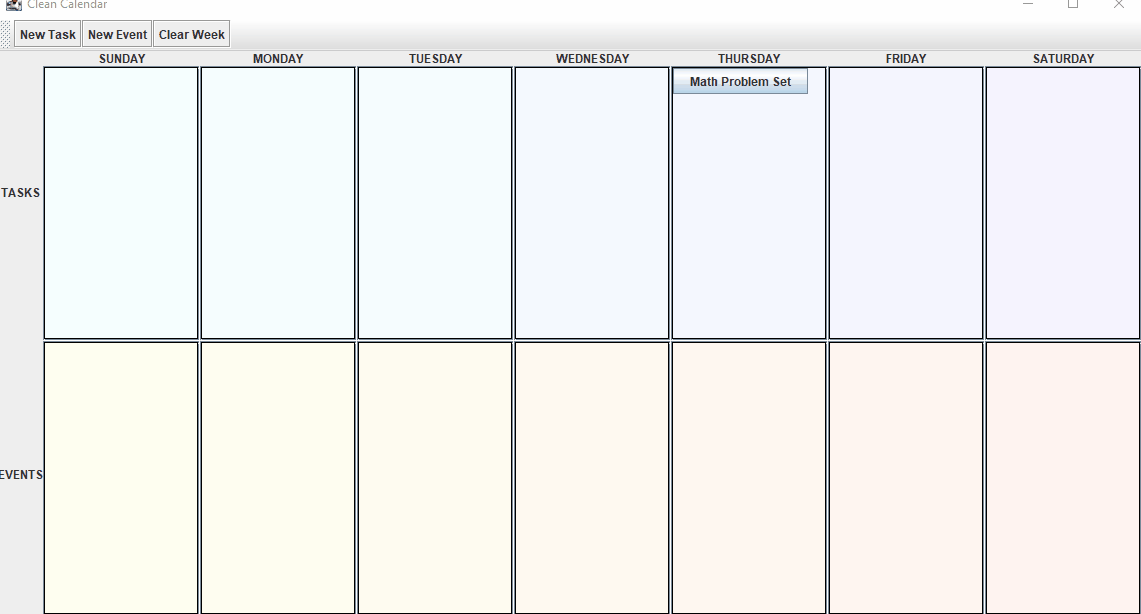 Clean Calendar
New Task New Event Clear Week
SUNDAY MONDAY TUESDAY WEDNESDAY THURSDAY FRIDAY SATURDAY
Math Problem Set
TASKS
EVENTS